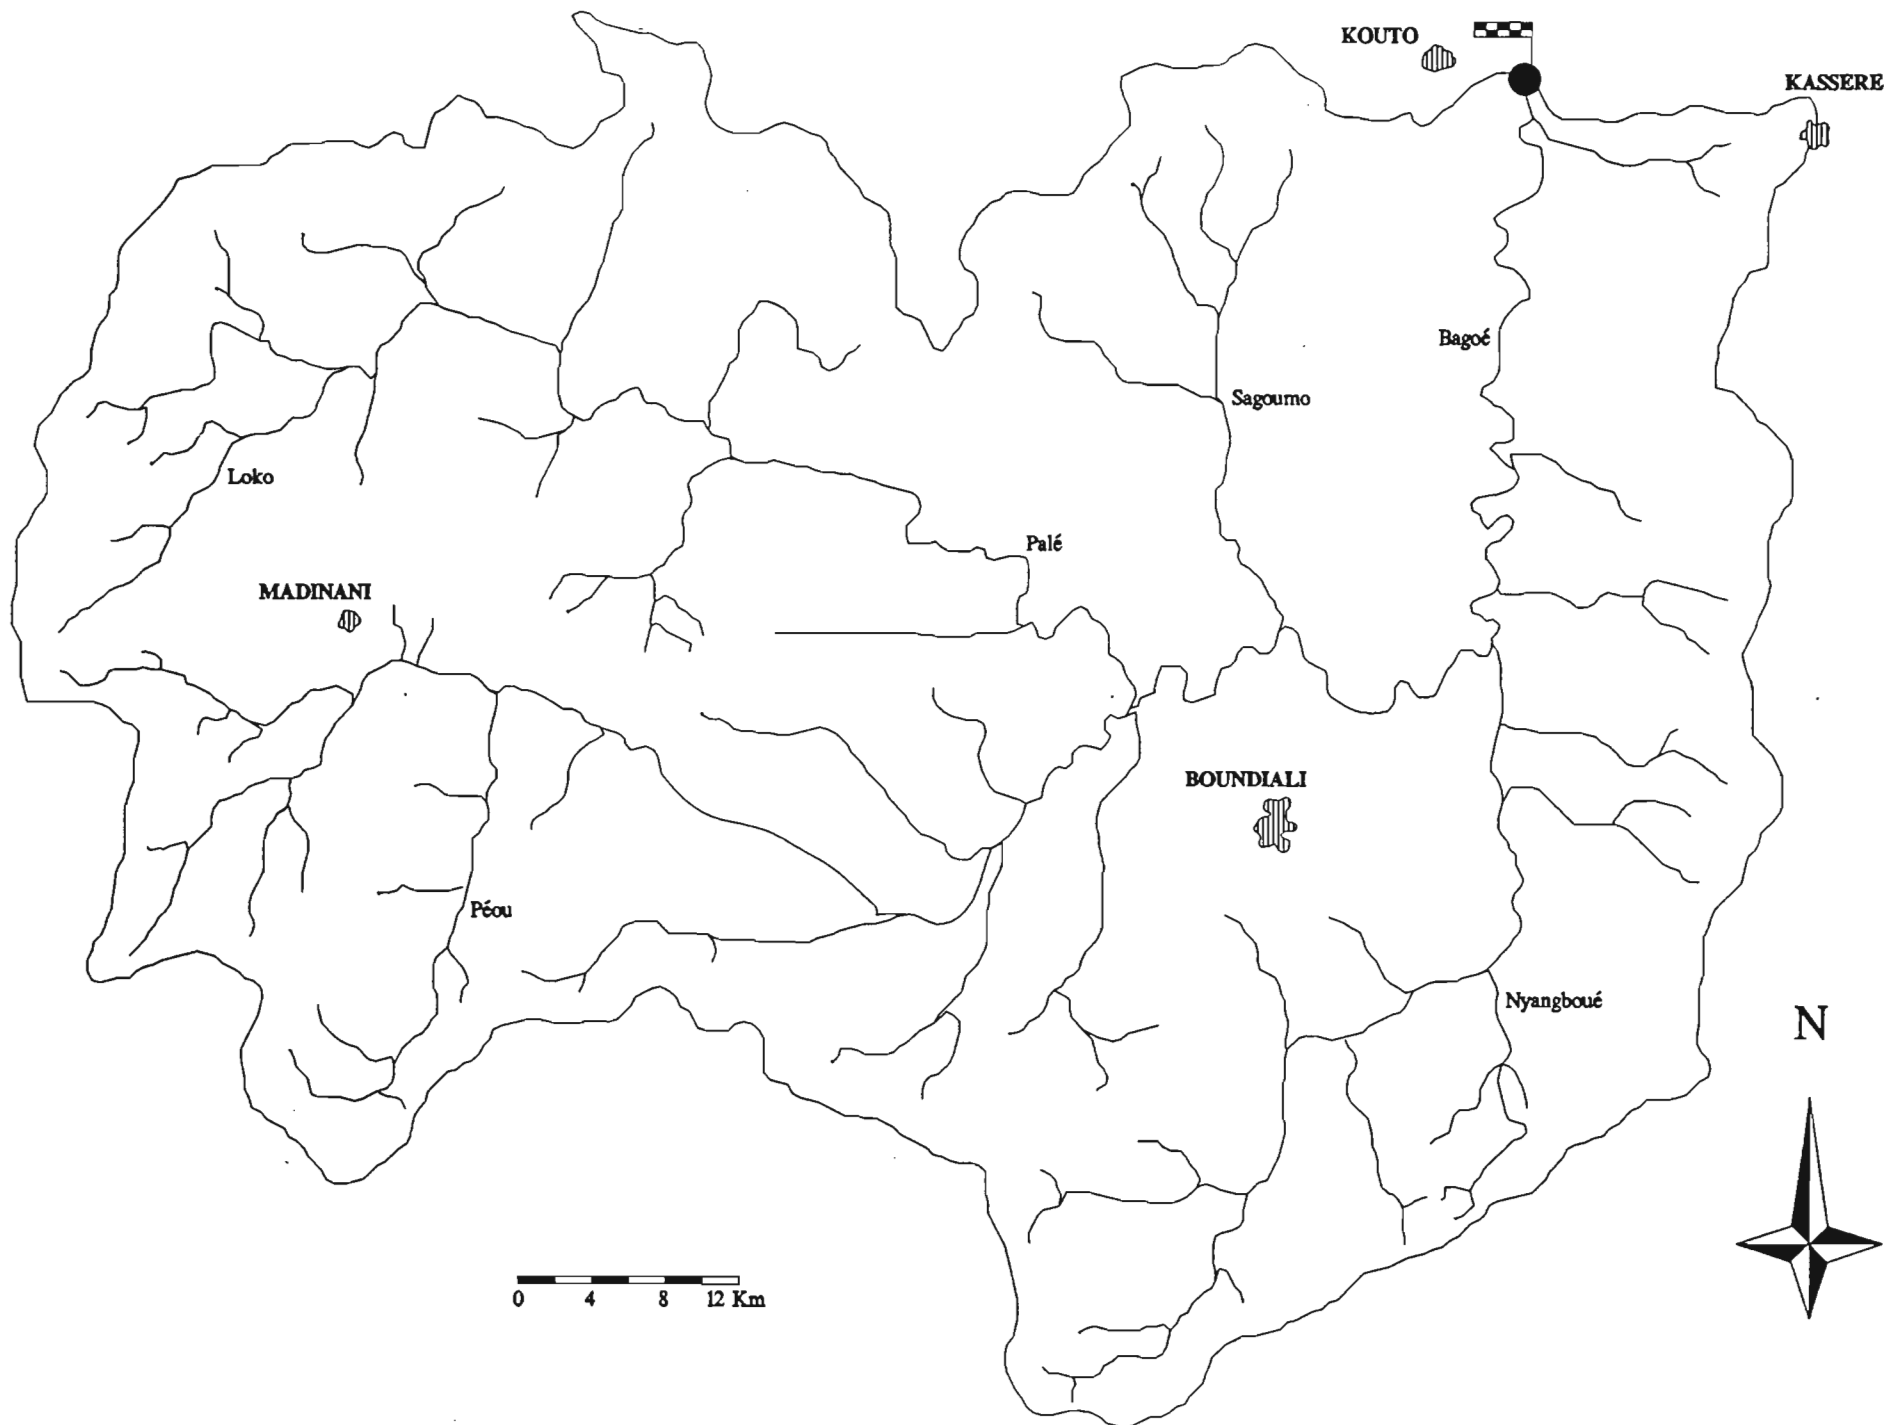 KOUTO
KASSERE
Bagoé
Sagoumo
Loko
Palé
MADINANI
BOUNDIALI
Péou
Nyangboué
N
0 4 8 12 Km